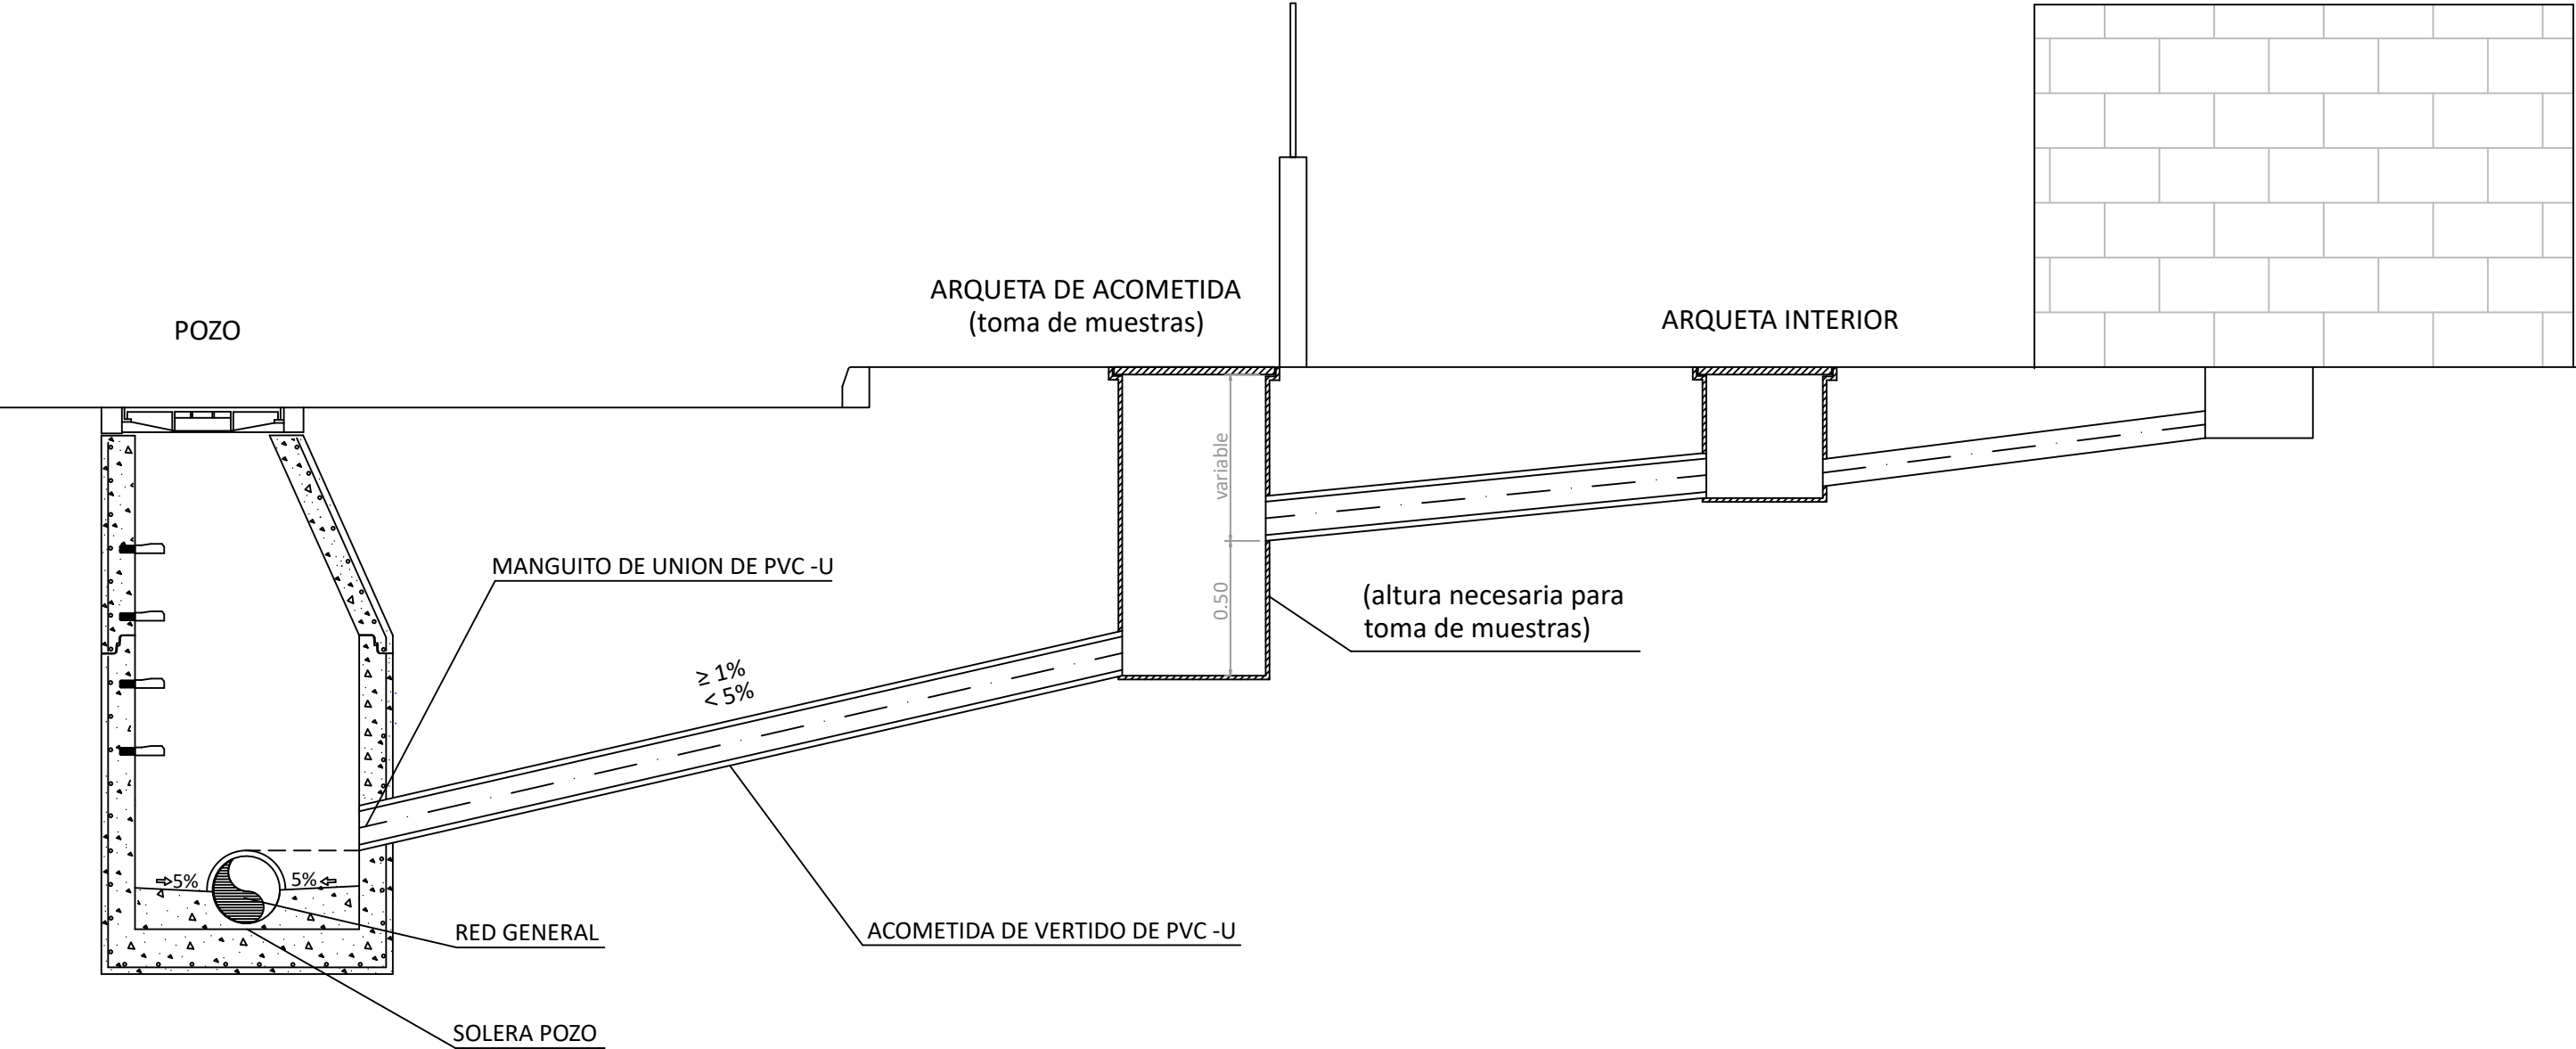 POZO
ARQUETA DE ACOMETIDA
(toma de muestras)
ARQUETA INTERIOR
variable
0.50
MANGUITO DE UNION DE PVC -U
(altura necesaria para
toma de muestras)
≥ 1%
< 5%
5%
5%
RED GENERAL
ACOMETIDA DE VERTIDO DE PVC -U
SOLERA POZO